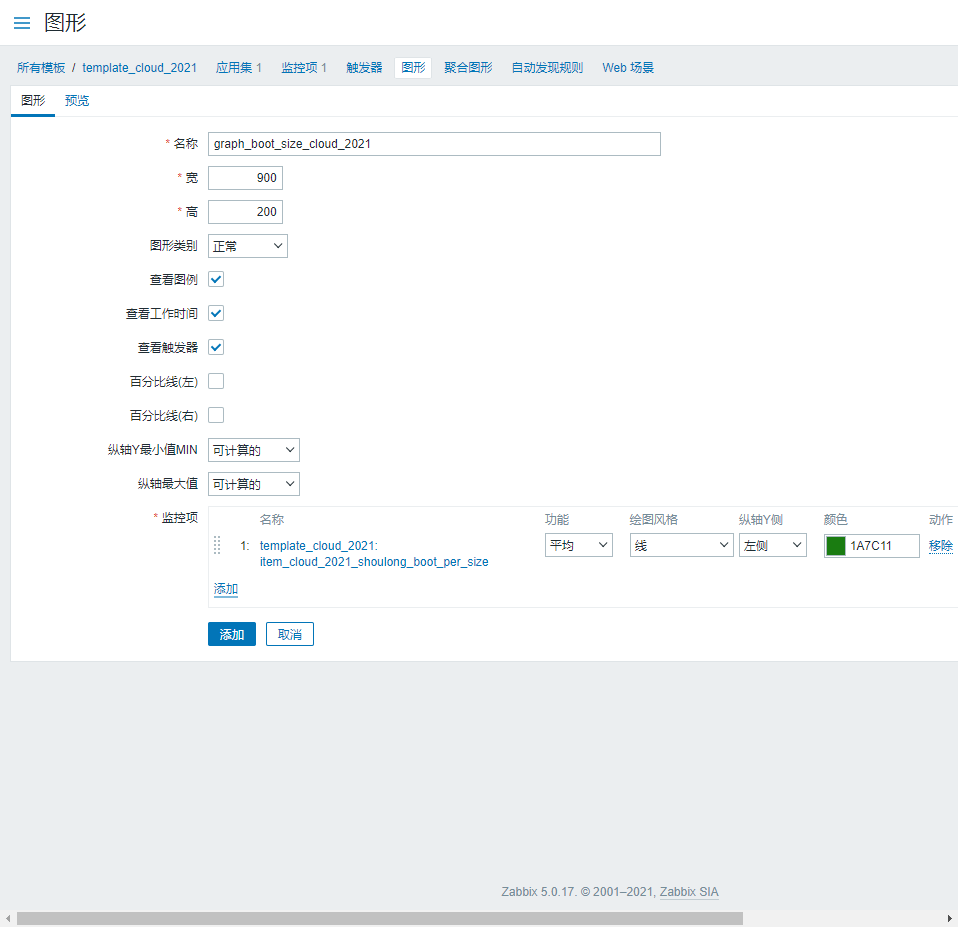 图形
所有模板 / template_cloud_2021 应用集 1 监控项 1 触发器 图形 聚合图形 自动发现规则 Web 场景
图形 预览
* 名称 graph_boot_size_cloud_2021
* 宽 900
* 高 200
图形类别 正常
查看图例
查看工作时间
查看触发器
百分比线(左)
百分比线(右)
纵轴Y最小值MIN 可计算的
纵轴最大值 可计算的
* 监控项 名称 功能 绘图风格 纵轴Y侧 颜色 动作
1: template_cloud_2021: 平均 线 左侧 1A7C11 移除
item_cloud_2021_shoulong_boot_per_size
添加
添加 取消
Zabbix 5.0.17. © 2001–2021, Zabbix SIA